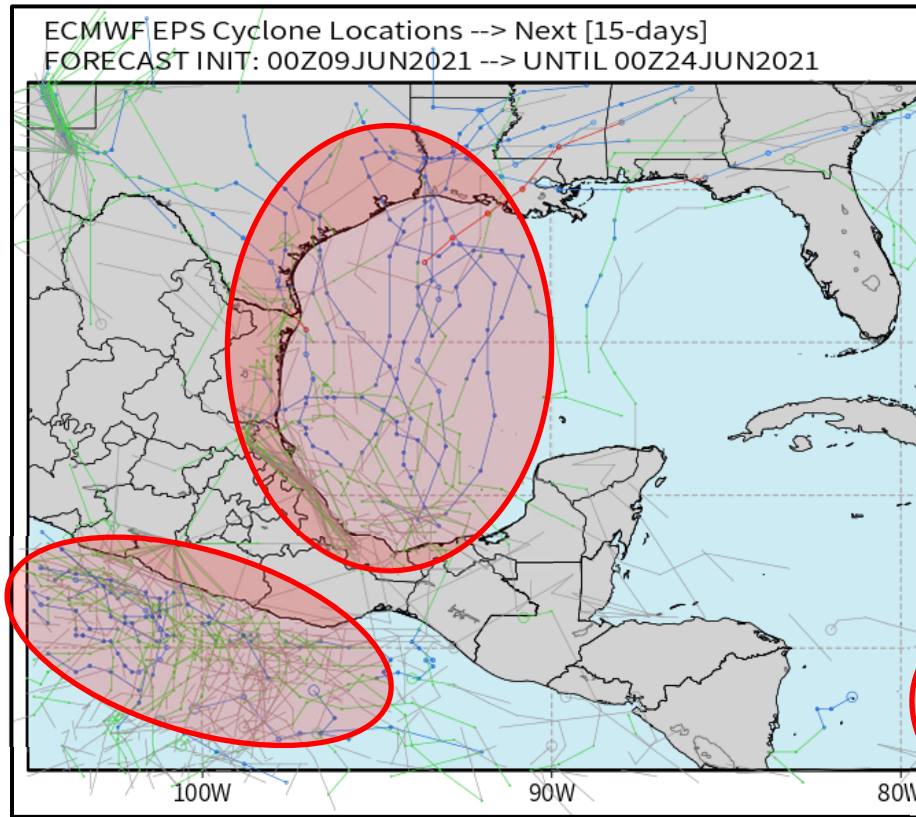 ECMWF EPS Cyclone Locations --> Next [15-days]
FORECAST INIT: 00Z09JUN2021 --> UNTIL 00Z24JUN2021
100W 90W 80W